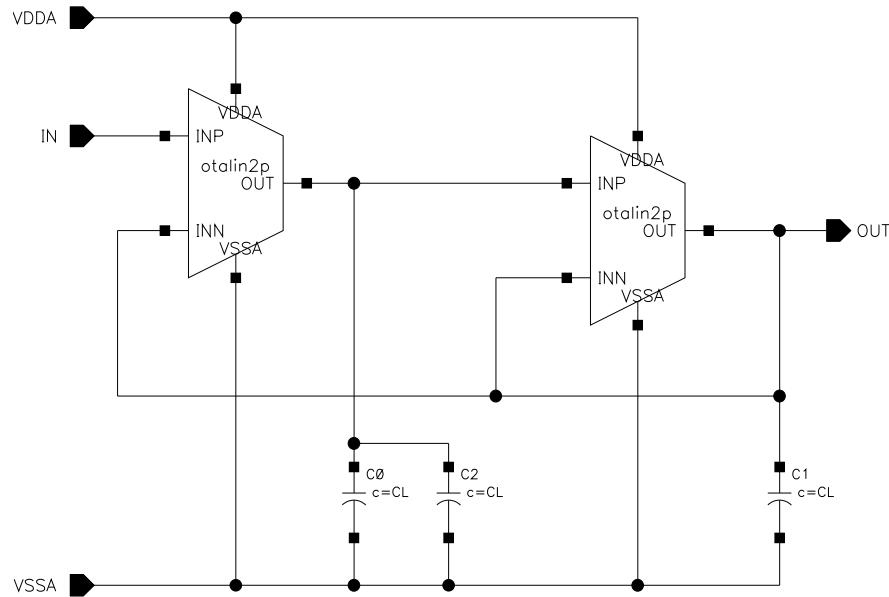 VDDA
VDDA
IN
INP
otalin2p
OUT
INN
VSSA
VDDA
INP
otalin2p
OUT
OUT
INN
VSSA
C0
c=CL
C2
c=CL
C1
c=CL
VSSA